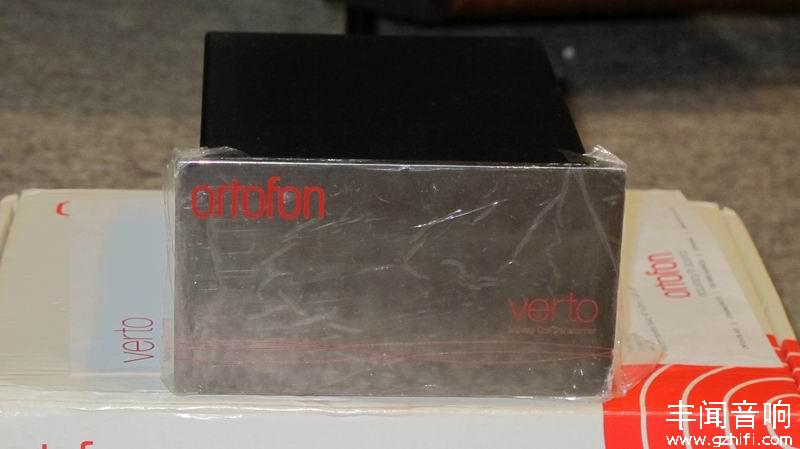 ortofon
verto
Moving Coil Transformer
verto
ortofon
丰闻音响
www.gzhifi.com